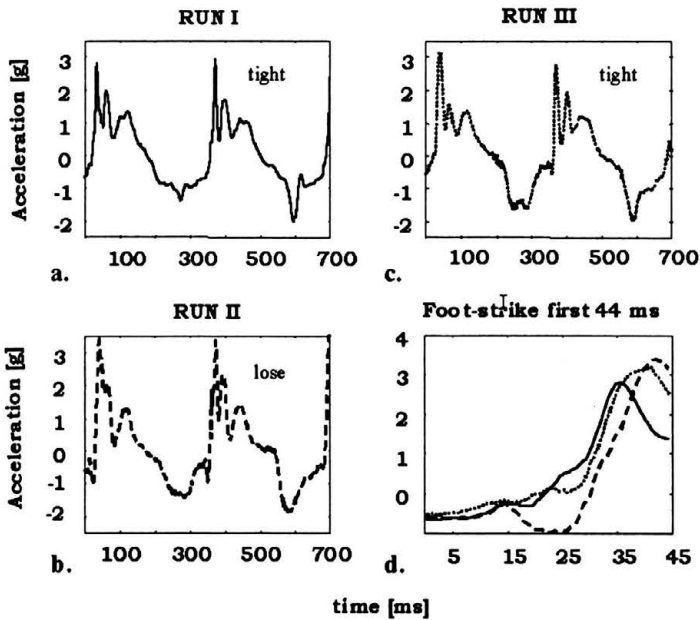 RUN I
RUN III
Acceleration [g]
3
2
1
0
-1
-2
tight
100
300
500
700
a.
3
2
1
0
-1
-2
tight
100
300
500
700
c.
RUN II
Foot-strike first 44 ms
Acceleration [g]
3
2
1
0
-1
-2
lose
100
300
500
700
b.
4
3
2
1
0
5
15
25
35
45
d.
time [ms]